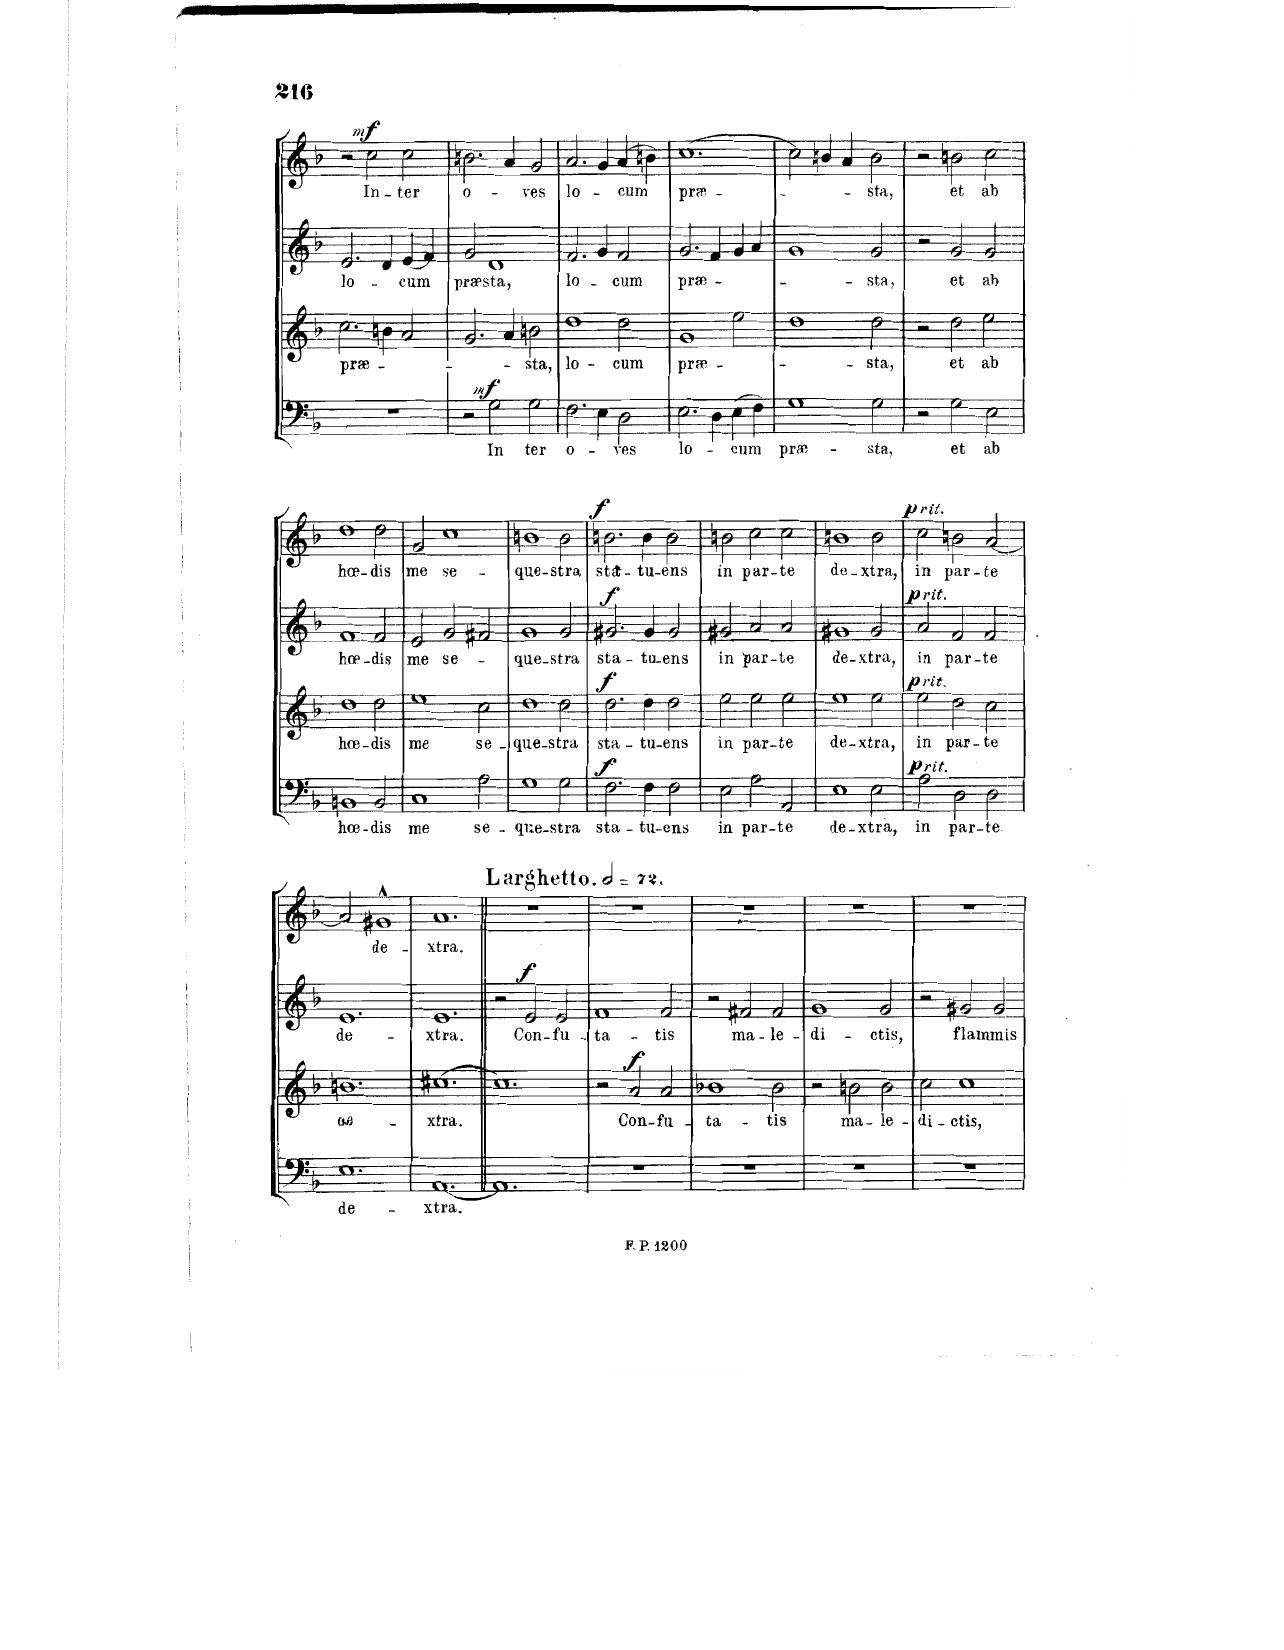 216
mf
In - ter o - ves lo - cum præ - - - sta, et ab
lo - cum præsta, lo - cum præ - - - sta, et ab
præ - - - sta, lo - cum præ - - - sta, et ab
mf
In ter o - ves lo - cum præ - sta, et ab
f p rit.
hœ - dis me se - que - stra sta - tu - ens in par - te de - xtra, in par - te
f p rit.
hœ - dis me se - que - stra sta - tu - ens in par - te de - xtra, in par - te
f p rit.
hœ - dis me se - que - stra sta - tu - ens in par - te de - xtra, in par - te
f p rit.
hœ - dis me se - que - stra sta - tu - ens in par - te de - xtra, in par - te
Larghetto. = 72.
de - xtra.
f
de - xtra. Con - fu - ta - tis ma - le - di - ctis, flammis
f
- xtra. Con - fu - ta - tis ma - le - di - ctis,
de - xtra.
F. P. 1200